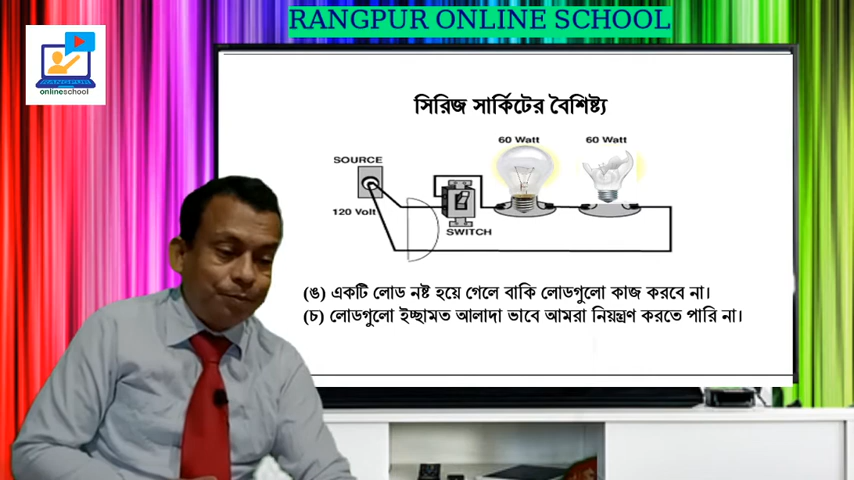 RANGPUR ONLINE SCHOOL
RANGPUR
onlineschool
সিরিজ সার্কিটের বৈশিষ্ট্য
60 Watt
60 Watt
SOURCE
120 Volt
SWITCH
(ঙ) একটি লোড নষ্ট হয়ে গেলে বাকি লোডগুলো কাজ করবে না।
(চ) লোডগুলো ইচ্ছামত আলাদা ভাবে আমরা নিয়ন্ত্রণ করতে পারি না।